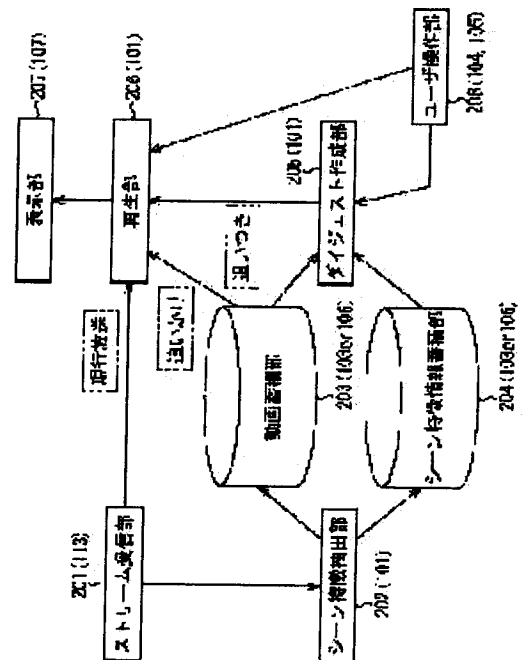 201(113)
ストリーム受信部
現行放送
再生部
206(101)
表示部
207(107)
シーン特徴抽出部
202(101)
動画蓄積部
203(103or106)
シーン特徴情報蓄積部
204(103or106)
追いかけ
追いつき
ダイジェスト作成部
205(101)
ユーザ操作部
208(104,105)